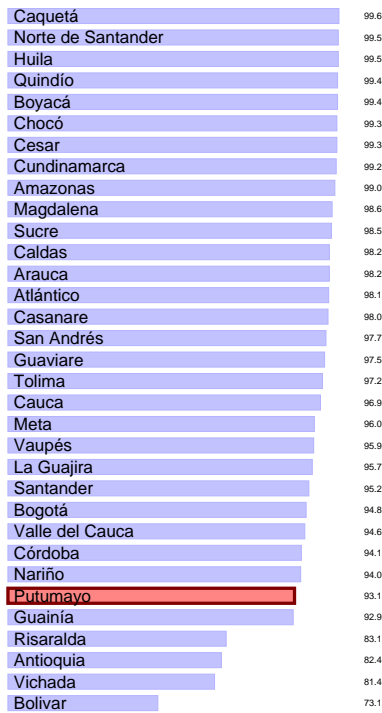 Caquetá 99.6
Norte de Santander 99.5
Huila 99.5
Quindío 99.4
Boyacá 99.4
Chocó 99.3
Cesar 99.3
Cundinamarca 99.2
Amazonas 99.0
Magdalena 98.6
Sucre 98.5
Caldas 98.2
Arauca 98.2
Atlántico 98.1
Casanare 98.0
San Andrés 97.7
Guaviare 97.5
Tolima 97.2
Cauca 96.9
Meta 96.0
Vaupés 95.9
La Guajira 95.7
Santander 95.2
Bogotá 94.8
Valle del Cauca 94.6
Córdoba 94.1
Nariño 94.0
Putumayo 93.1
Guainía 92.9
Risaralda 83.1
Antioquia 82.4
Vichada 81.4
Bolivar 73.1